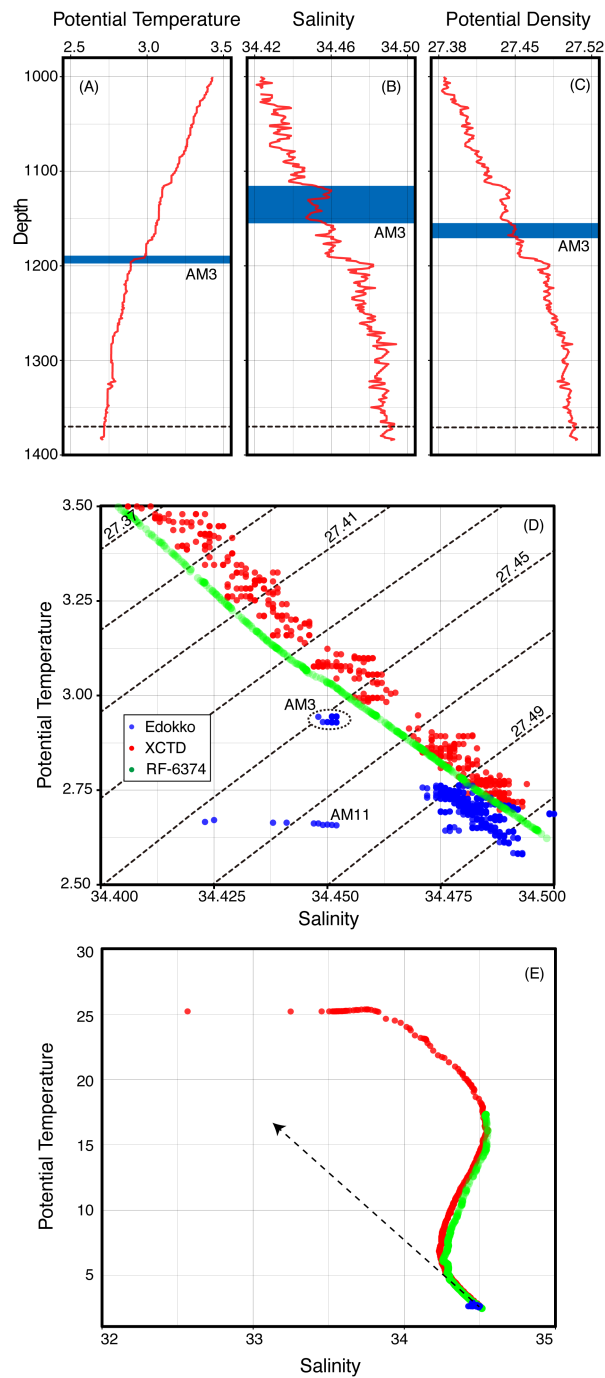 Potential Temperature Salinity Potential Density
2.5 3.0 3.5 34.42 34.46 34.50 27.38 27.45 27.52
1000 (A) (B) (C)
1100
Depth
AM3 AM3
1200
AM3
1300
1400
3.50
27.37 27.41 (D)
27.45
3.25
Potential Temperature
3.00
AM3
27.49
Edokko
XCTD
RF-6374
2.75
AM11
2.50
34.400 34.425 34.450 34.475 34.500
Salinity
30
(E)
25
20
Potential Temperature
15
10
5
32 33 34 35
Salinity